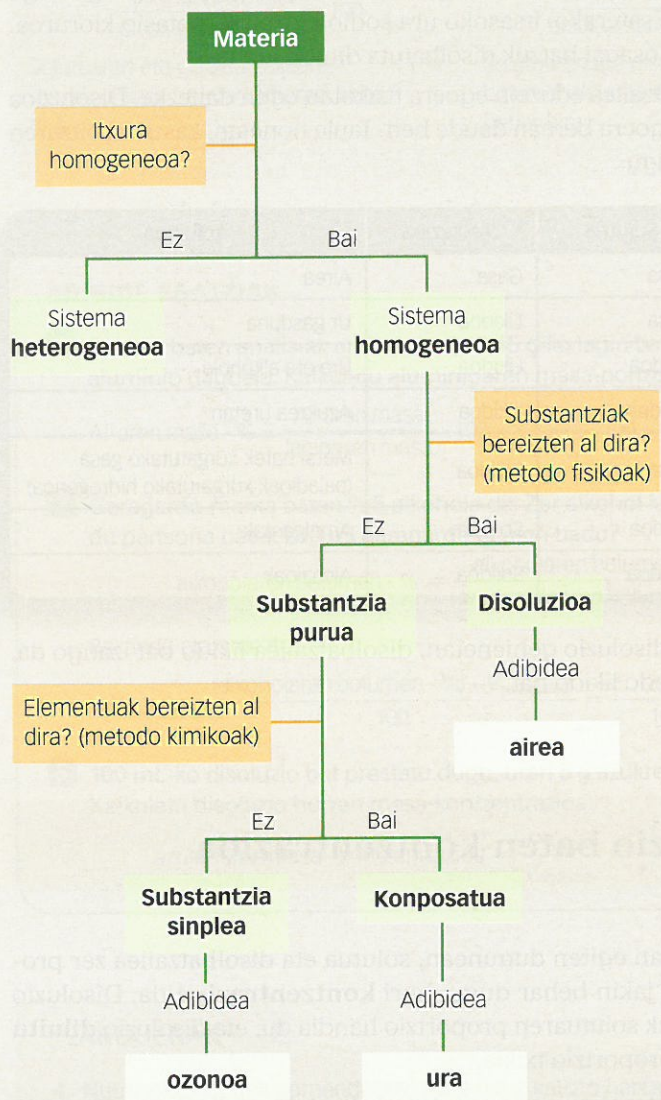 Materia
Itxura
homogeneoa?
Ez
Bai
Sistema
heterogeneoa
Sistema
homogeneoa
Substantziak
bereizten al dira?
(metodo fisikoak)
Ez
Bai
Substantzia
purua
Disoluzioa
Adibidea
airea
Elementuak bereizten al
dira? (metodo kimikoak)
Ez
Bai
Substantzia
sinplea
Konposatua
Adibidea
Adibidea
ozonoa
ura